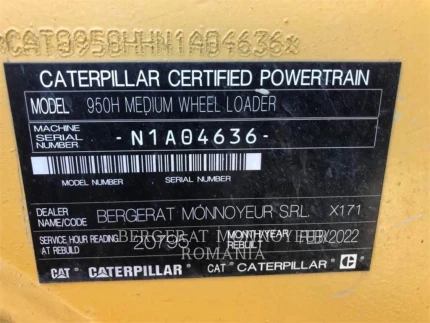 *CAT0950HHN1A04636*
CATERPILLAR CERTIFIED POWERTRAIN
MODEL 950H MEDIUM WHEEL LOADER
MACHINE SERIAL NUMBER -N1A04636-
MODEL NUMBER SERIAL NUMBER
DEALER NAME/CODE BERGERAT MONNOYEUR S.R.L. X171
SERVICE HOUR READING AT REBUILD 20795 MONTH/YEAR REBUILT FEB/2022
BERGERAT MONNOYEUR
ROMANIA
CAT CATERPILLAR CAT CATERPILLAR C